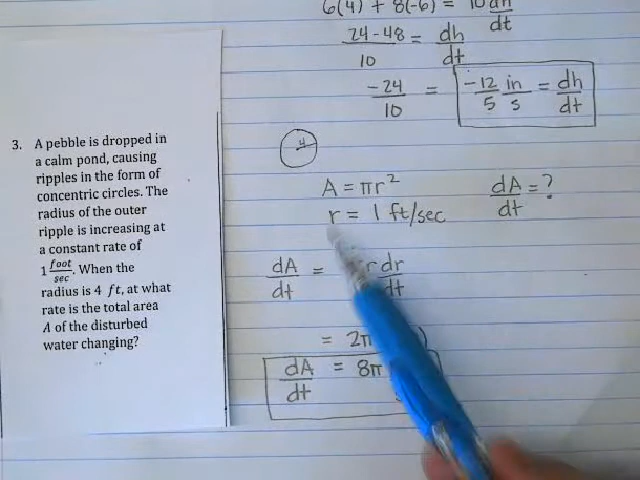 6(4) + 8(-6) = 10 dh/dt
24-48/10 = dh/dt
-24/10 = -12/5 in/s = dh/dt
3. A pebble is dropped in
a calm pond, causing
ripples in the form of
concentric circles. The
radius of the outer
ripple is increasing at
a constant rate of
1 foot/sec. When the
radius is 4 ft, at what
rate is the total area
A of the disturbed
water changing?
4
A = πr² dA/dt = ?
r = 1 ft/sec
dA/dt = r dr/dt
= 2π )
dA/dt = 8π